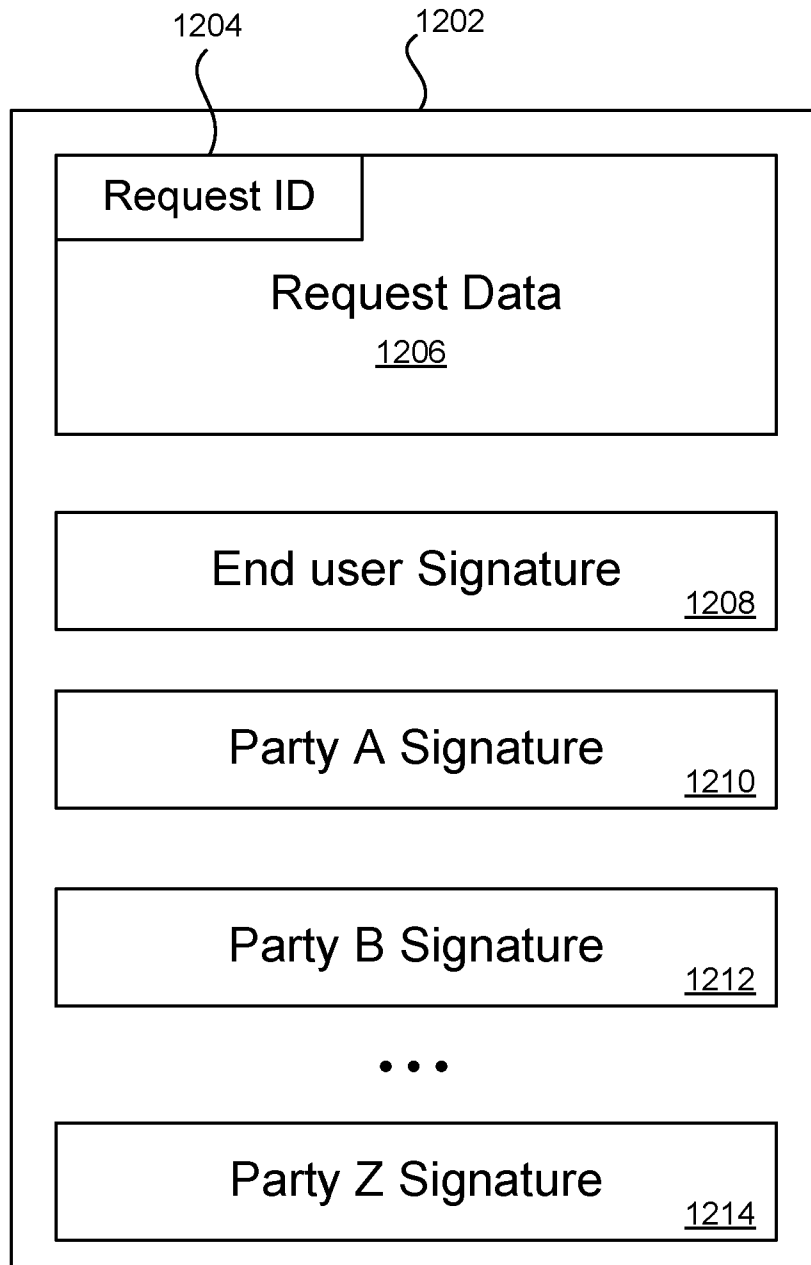 1204
1202
Request ID
Request Data
1206
End user Signature
1208
Party A Signature
1210
Party B Signature
1212
•••
Party Z Signature
1214